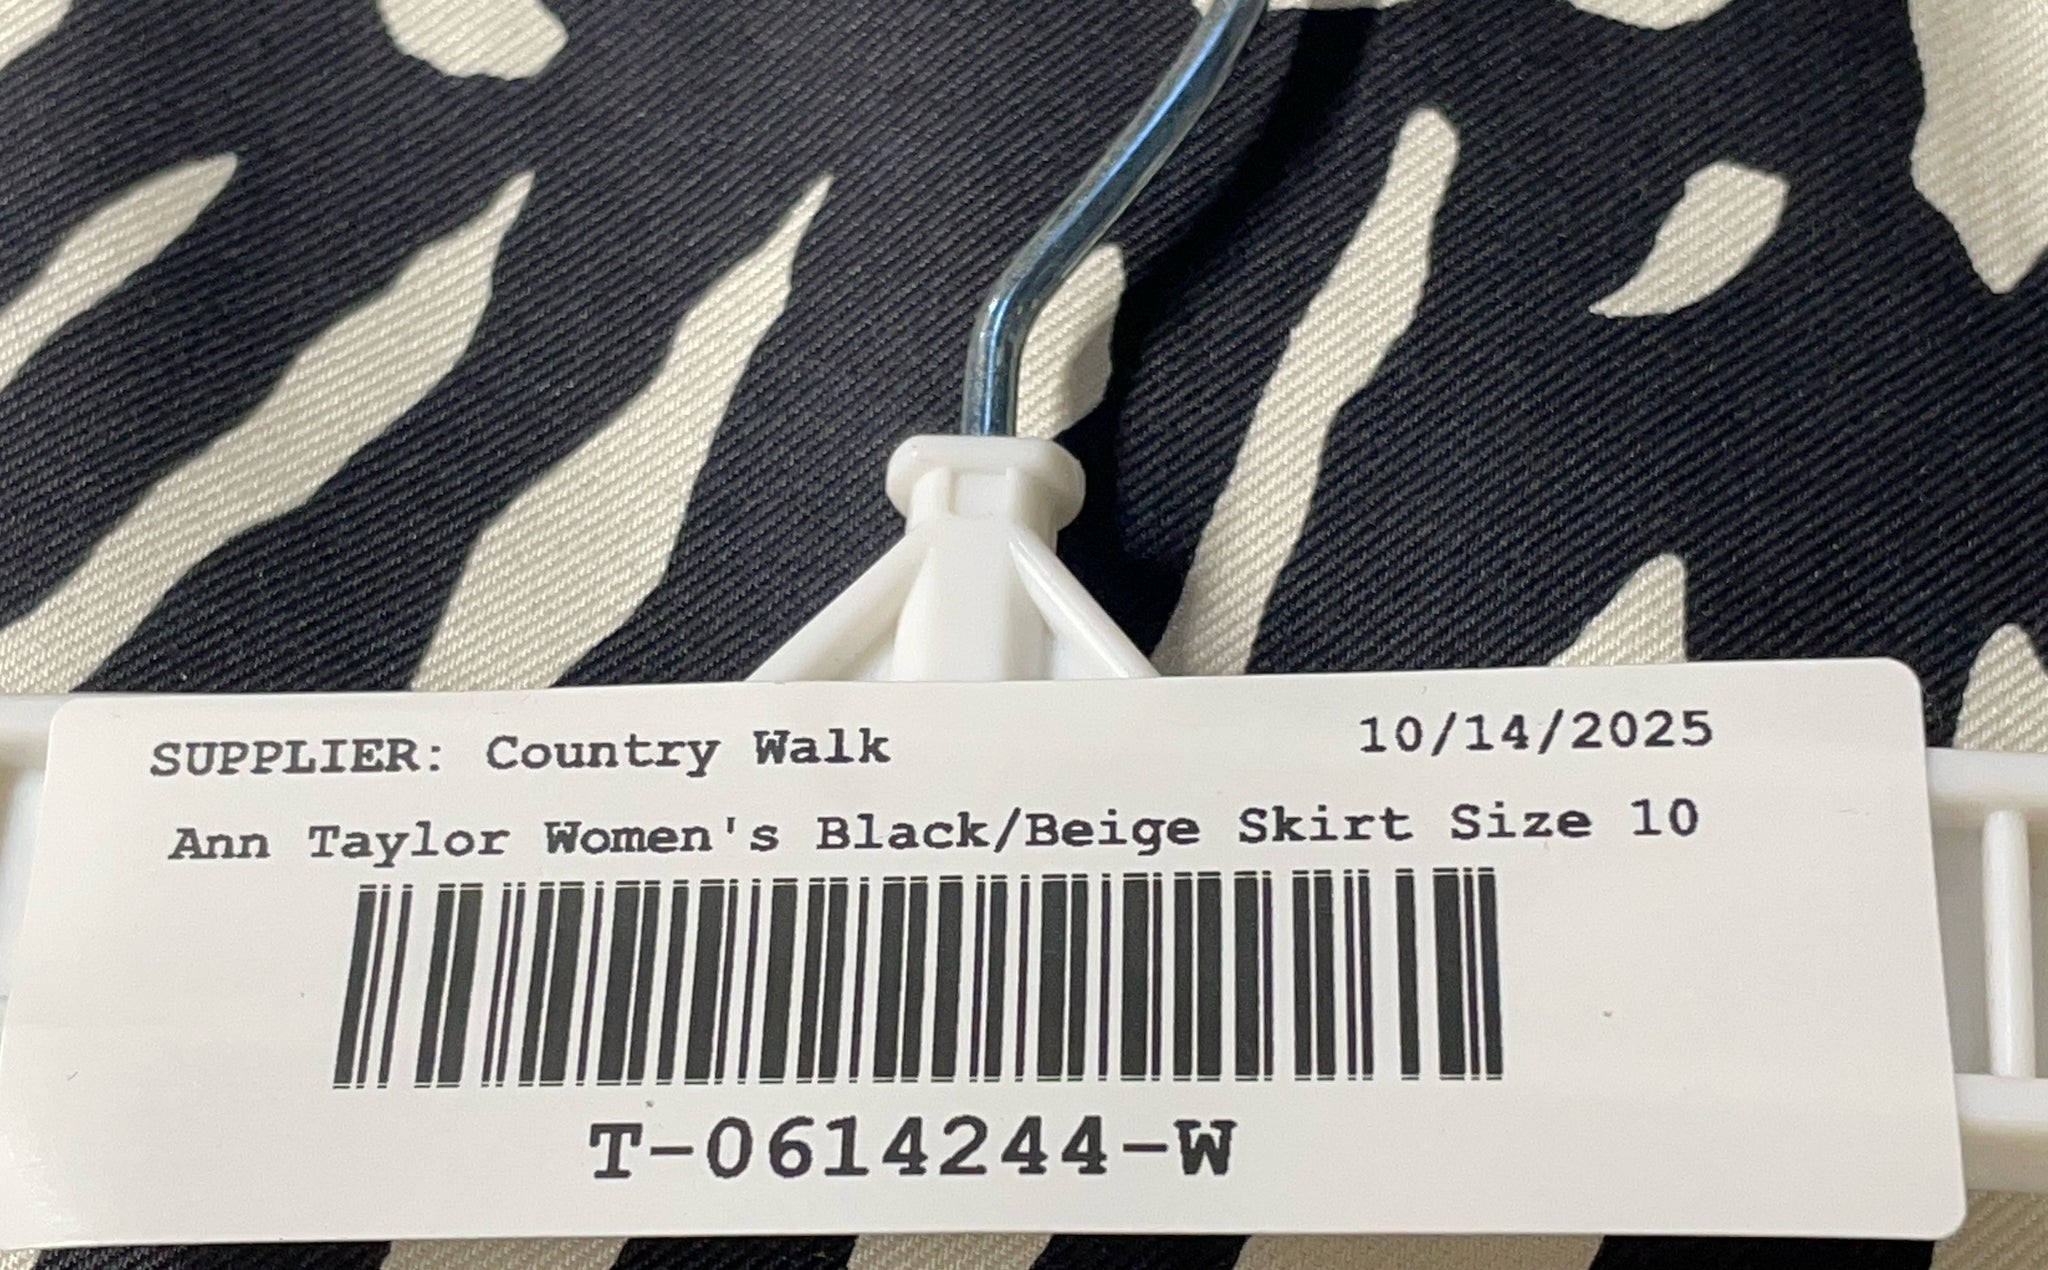 SUPPLIER: Country Walk 10/14/2025
Ann Taylor Women's Black/Beige Skirt Size 10
T-0614244-W